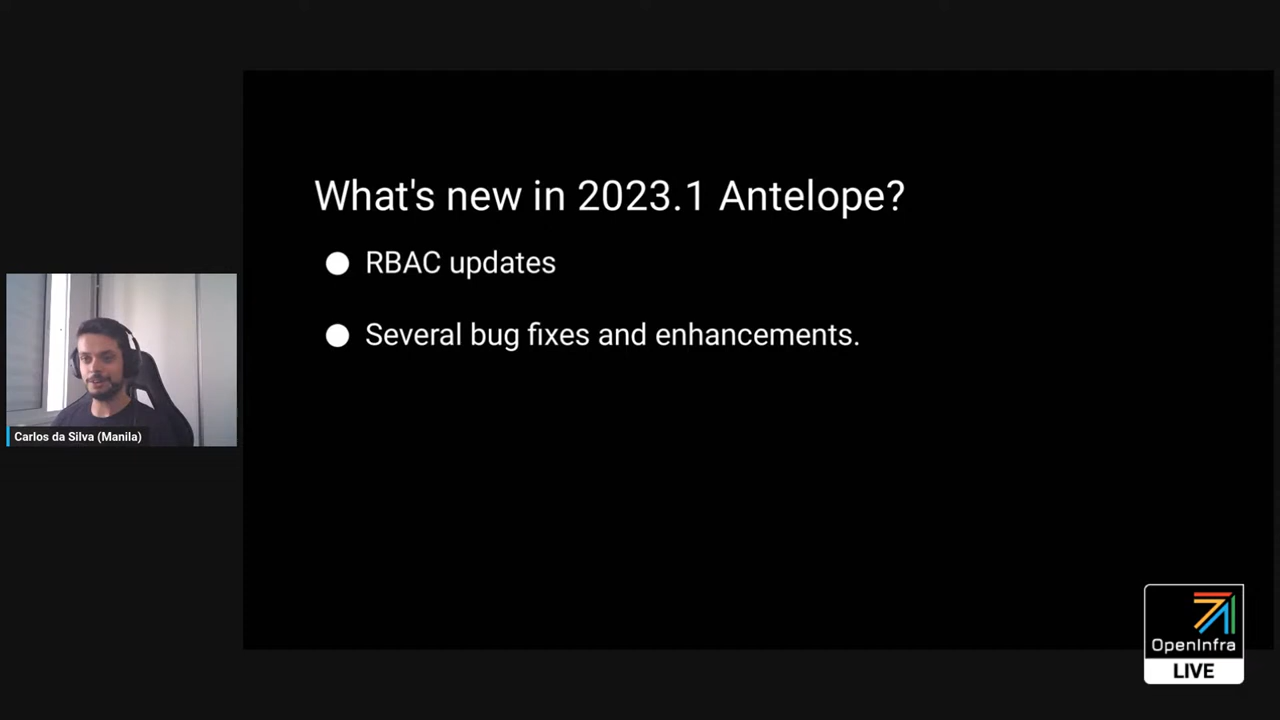 What's new in 2023.1 Antelope?
● RBAC updates
● Several bug fixes and enhancements.
Carlos da Silva (Manila)
OpenInfra
LIVE